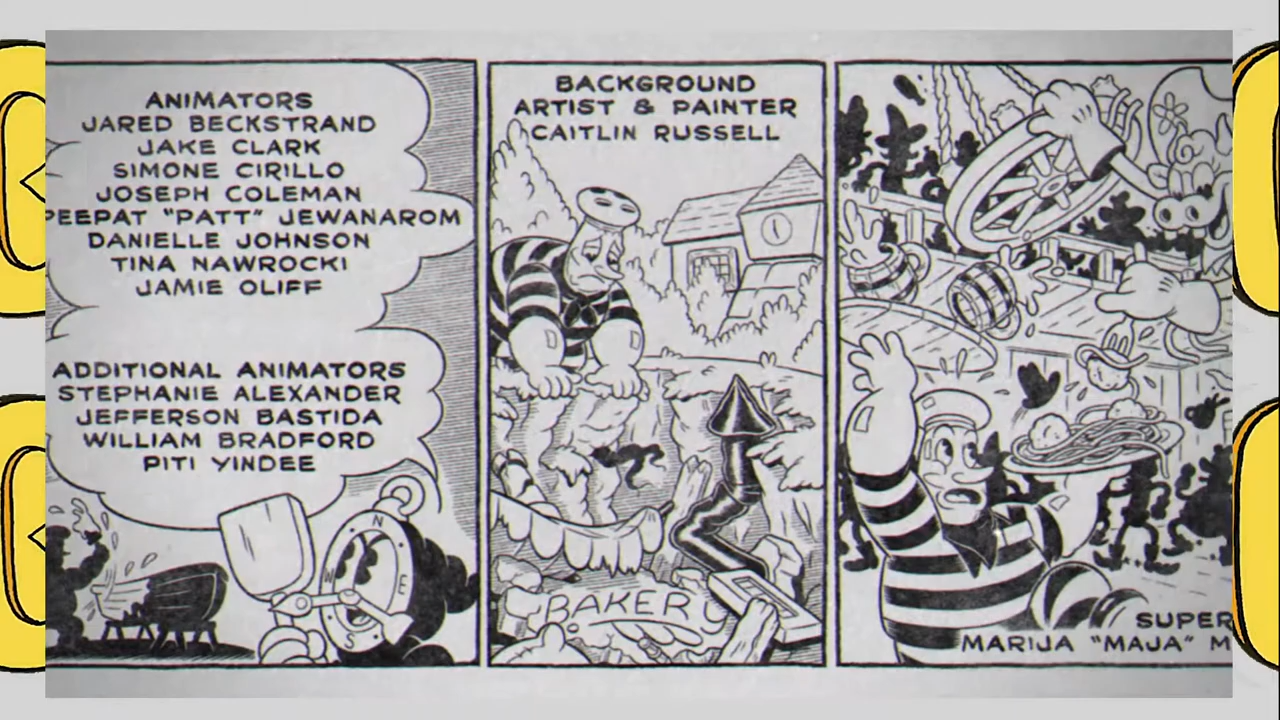 ANIMATORS
JARED BECKSTRAND
JAKE CLARK
SIMONE CIRILLO
JOSEPH COLEMAN
PEEPAT "PATT" JEWANAROM
DANIELLE JOHNSON
TINA NAWROCKI
JAMIE OLIFF
ADDITIONAL ANIMATORS
STEPHANIE ALEXANDER
JEFFERSON BASTIDA
WILLIAM BRADFORD
PITI YINDEE
N
E
S
W
BACKGROUND
ARTIST & PAINTER
CAITLIN RUSSELL
BAKERY
SUPER
MARIJA "MAJA" M